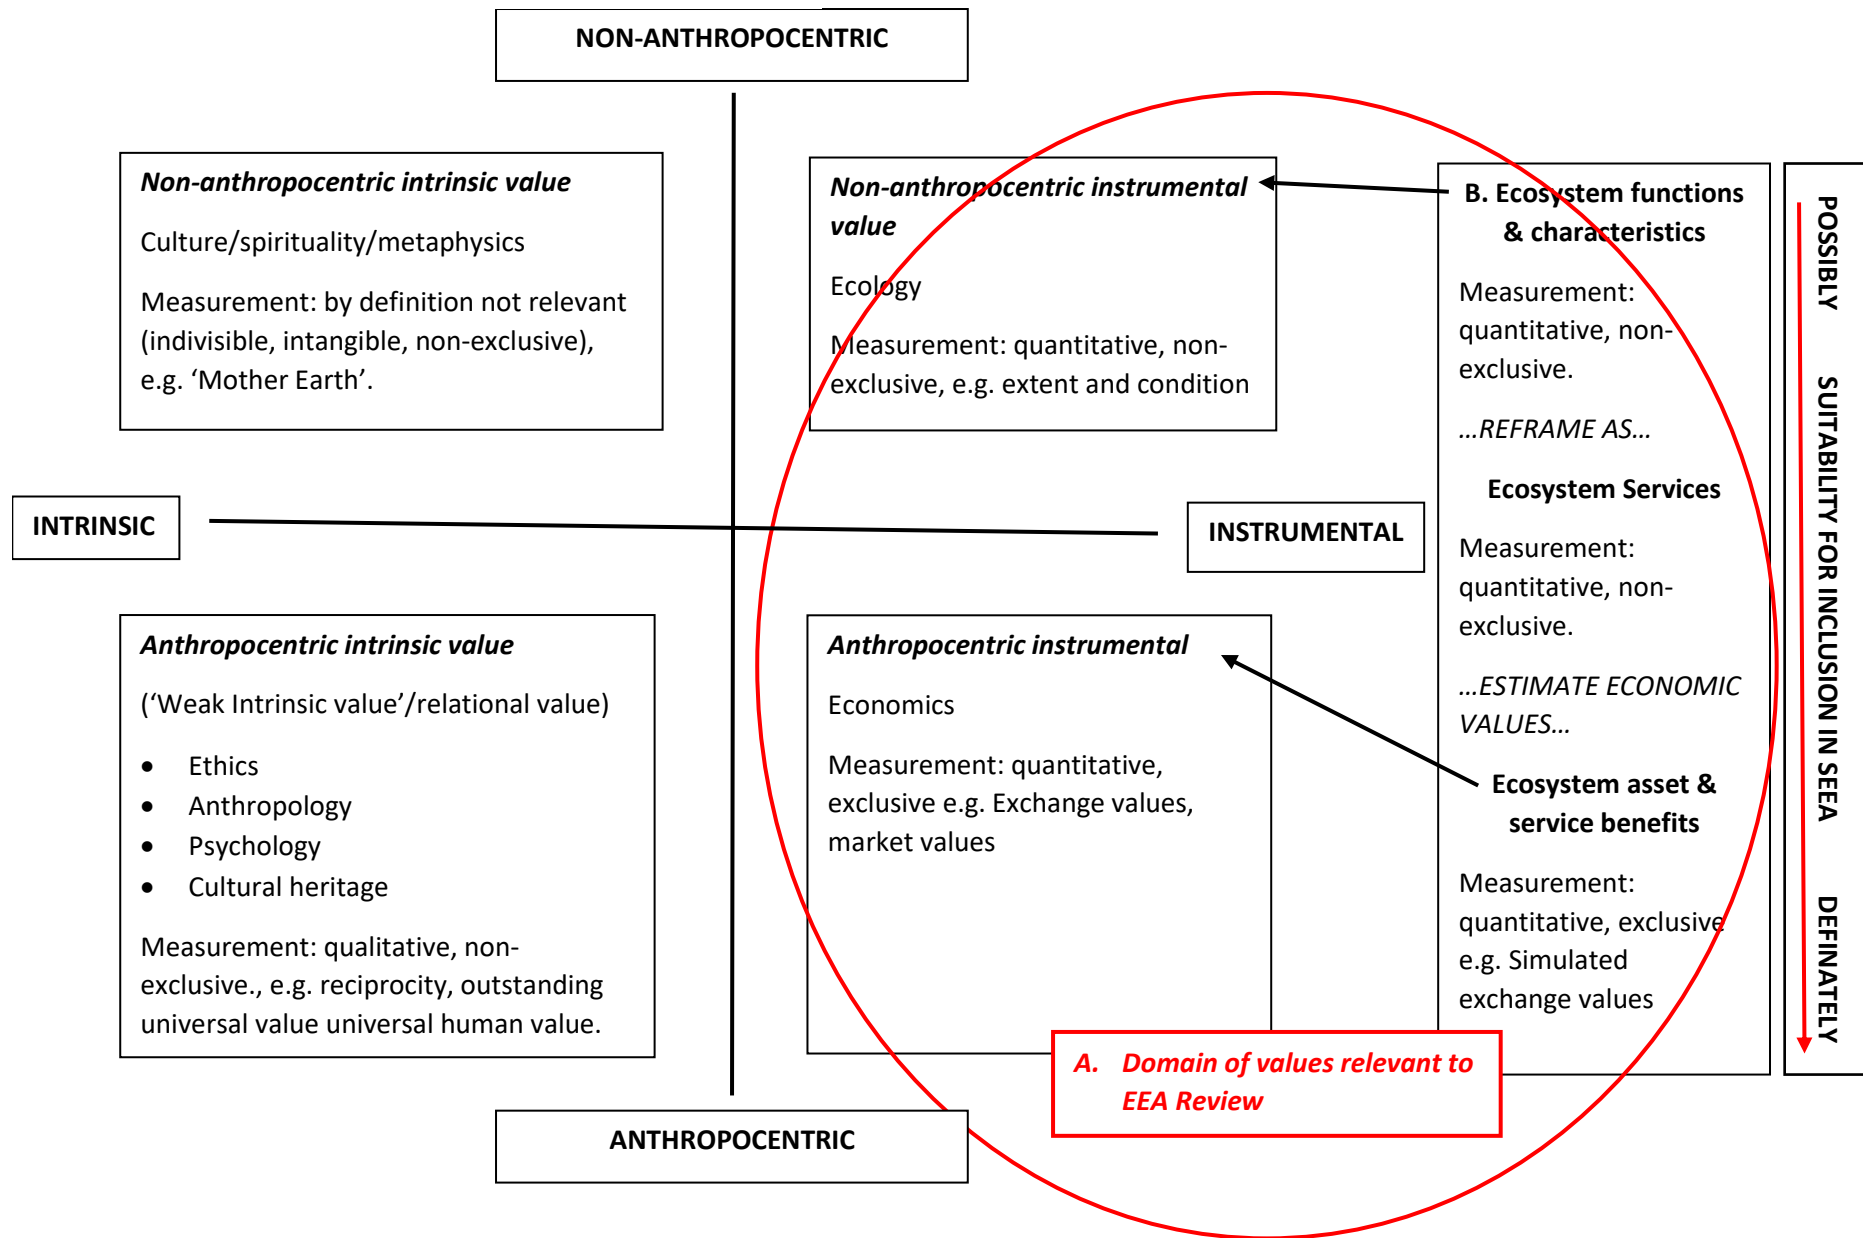 NON-ANTHROPOCENTRIC
Non-anthropocentric intrinsic value
Culture/spirituality/metaphysics
Measurement: by definition not relevant
(indivisible, intangible, non-exclusive),
e.g. ‘Mother Earth’.
Non-anthropocentric instrumental
value
Ecology
Measurement: quantitative, non-
exclusive, e.g. extent and condition
INTRINSIC
INSTRUMENTAL
Anthropocentric intrinsic value
(‘Weak Intrinsic value’/relational value)
• Ethics
• Anthropology
• Psychology
• Cultural heritage
Measurement: qualitative, non-
exclusive., e.g. reciprocity, outstanding
universal value universal human value.
Anthropocentric instrumental
Economics
Measurement: quantitative,
exclusive e.g. Exchange values,
market values
A. Domain of values relevant to
EEA Review
ANTHROPOCENTRIC
B. Ecosystem functions
& characteristics
Measurement:
quantitative, non-
exclusive.
…REFRAME AS…
Ecosystem Services
Measurement:
quantitative, non-
exclusive.
…ESTIMATE ECONOMIC
VALUES…
Ecosystem asset &
service benefits
Measurement:
quantitative, exclusive
e.g. Simulated
exchange values
POSSIBLY SUITABILITY FOR INCLUSION IN SEEA DEFINATELY